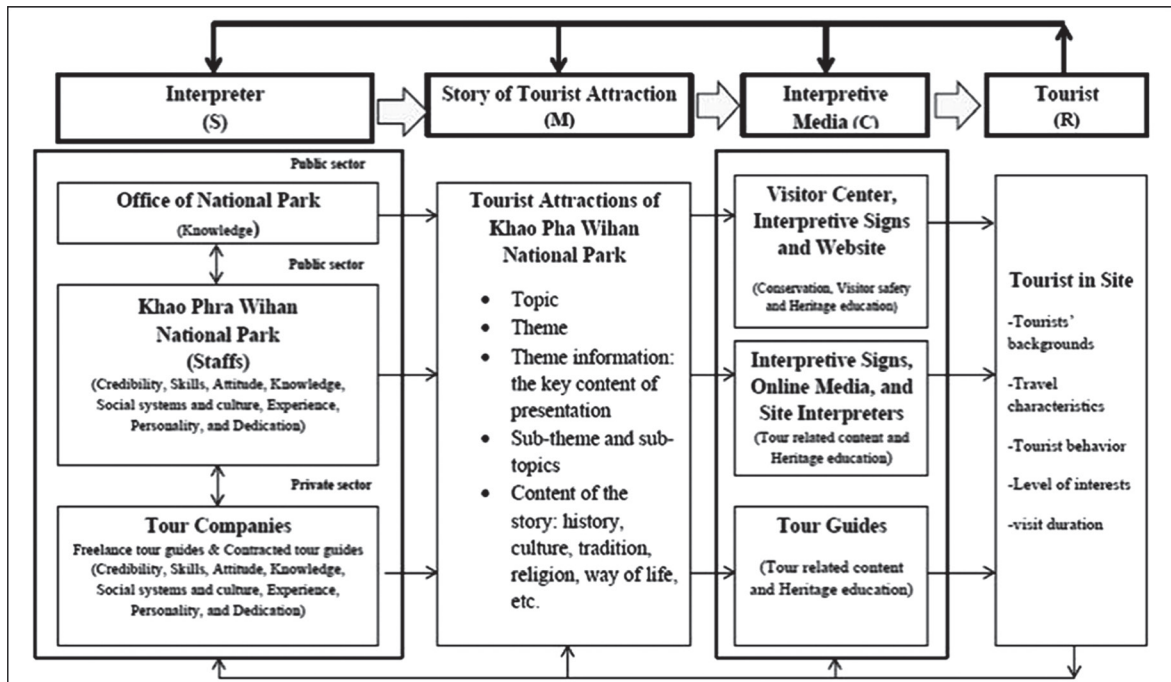 Interpreter
(S)
Story of Tourist Attraction
(M)
Interpretive
Media (C)
Tourist
(R)
Public sector
Office of National Park
(Knowledge)
Public sector
Khao Phra Wihan
National Park
(Staffs)
(Credibility, Skills, Attitude, Knowledge,
Social systems and culture, Experience,
Personality, and Dedication)
Private sector
Tour Companies
Freelance tour guides & Contracted tour guides
(Credibility, Skills, Attitude, Knowledge,
Social systems and culture, Experience,
Personality, and Dedication)
Tourist Attractions of
Khao Pha Wihan
National Park
• Topic
• Theme
• Theme information:
the key content of
presentation
• Sub-theme and sub-
topics
• Content of the
story: history,
culture, tradition,
religion, way of life,
etc.
Visitor Center,
Interpretive Signs
and Website
(Conservation, Visitor safety
and Heritage education)
Interpretive Signs,
Online Media, and
Site Interpreters
(Tour related content and
Heritage education)
Tour Guides
(Tour related content
and Heritage education)
Tourist in Site
-Tourists'
backgrounds
-Travel
characteristics
-Tourist behavior
-Level of interests
-visit duration